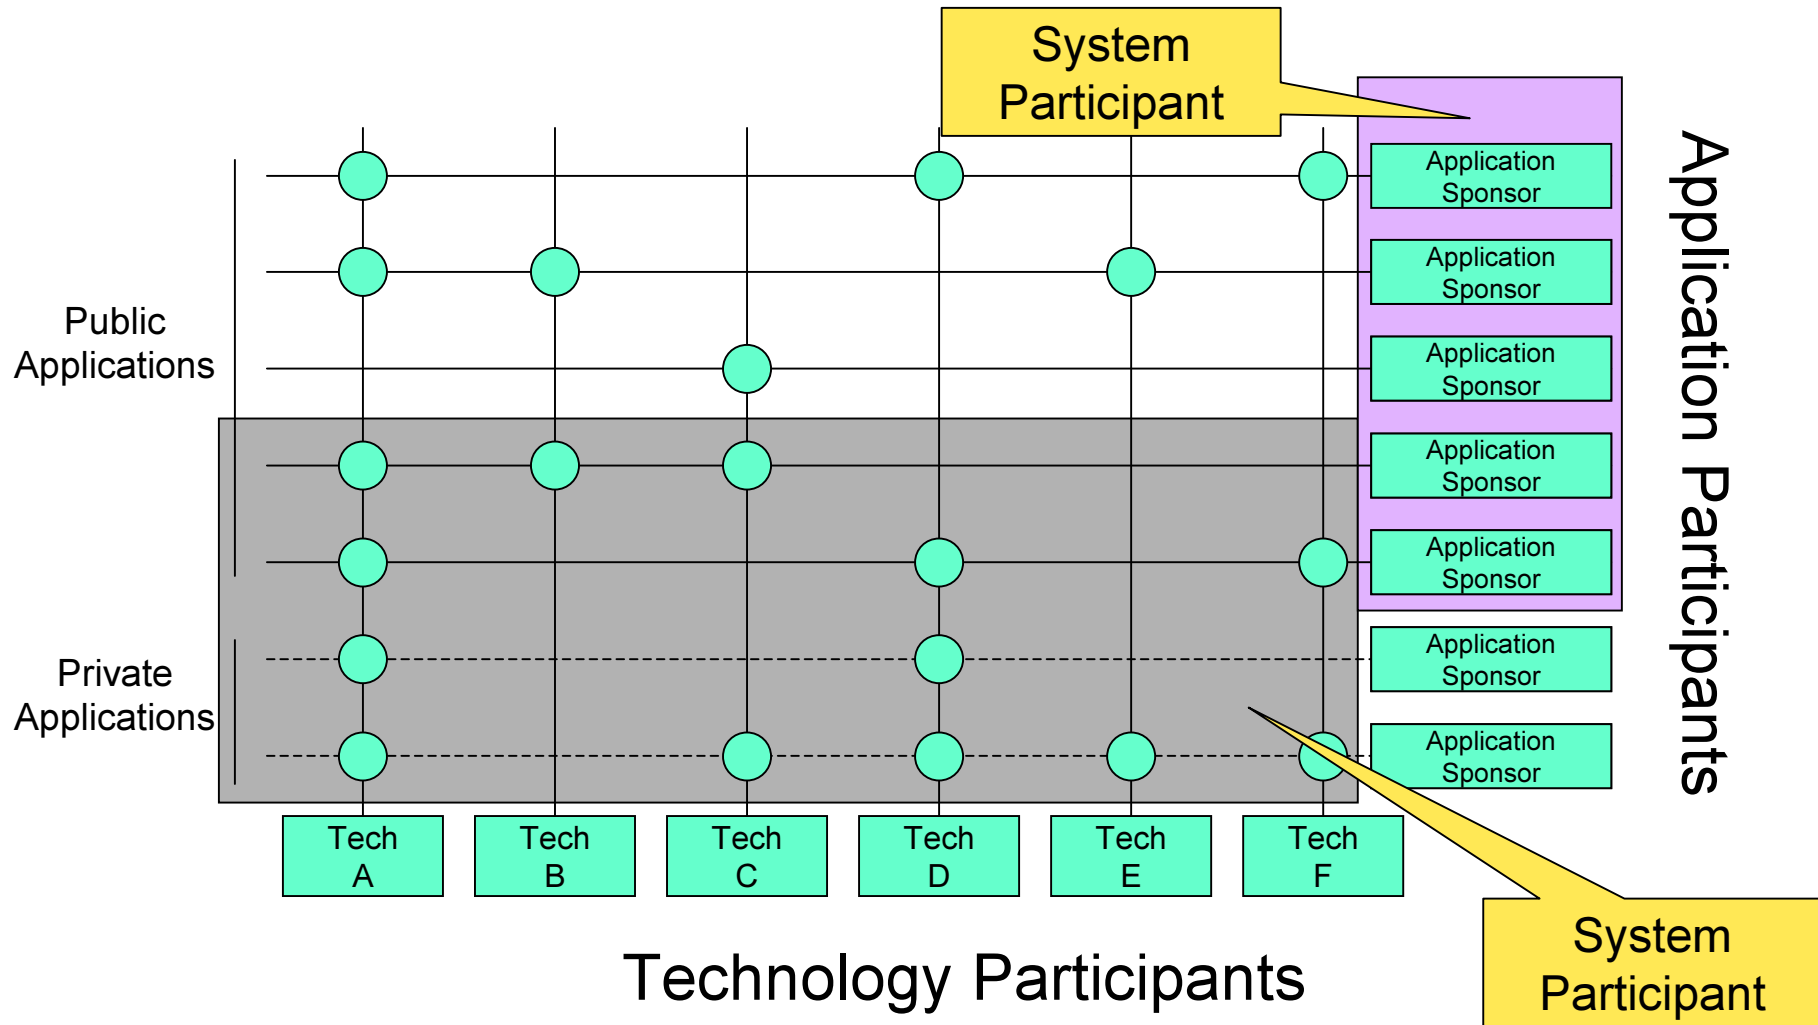 System
Participant
Application
Sponsor
Application
Sponsor
Public
Applications
Application
Sponsor
Application
Sponsor
Application
Sponsor
Private
Applications
Application
Sponsor
Application
Sponsor
Application Participants
Tech
A
Tech
B
Tech
C
Tech
D
Tech
E
Tech
F
Technology Participants
System
Participant